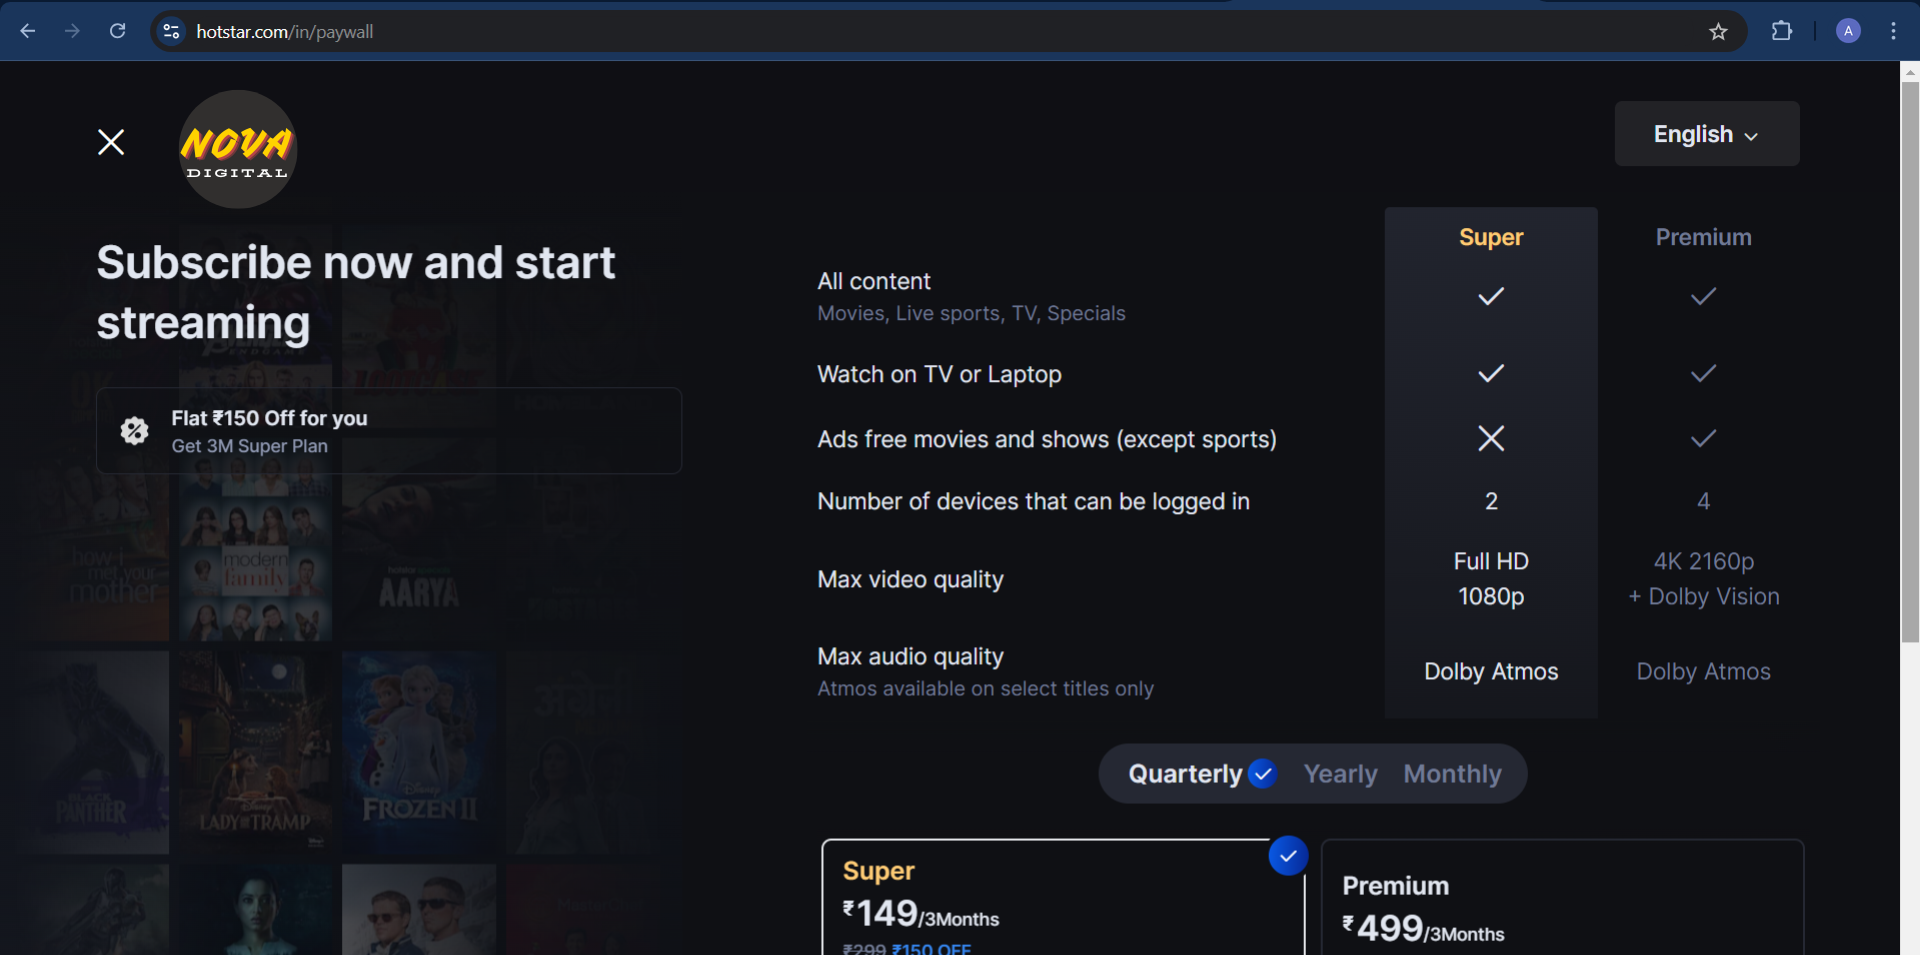 hotstar.com/in/paywall
A
NOVA
DIGITAL
English
Subscribe now and start
streaming
Flat ₹150 Off for you
Get 3M Super Plan
how i
met your
mother
modern
family
AARYA
BLACK
PANTHER
Disney
LADY AND THE TRAMP
Disney
FROZEN II
Super
Premium
All content
Movies, Live sports, TV, Specials
Watch on TV or Laptop
Ads free movies and shows (except sports)
Number of devices that can be logged in
2
4
Max video quality
Full HD
1080p
4K 2160p
+ Dolby Vision
Max audio quality
Atmos available on select titles only
Dolby Atmos
Dolby Atmos
Quarterly
Yearly
Monthly
Super
₹149/3Months
₹299 ₹150 OFF
Premium
₹499/3Months